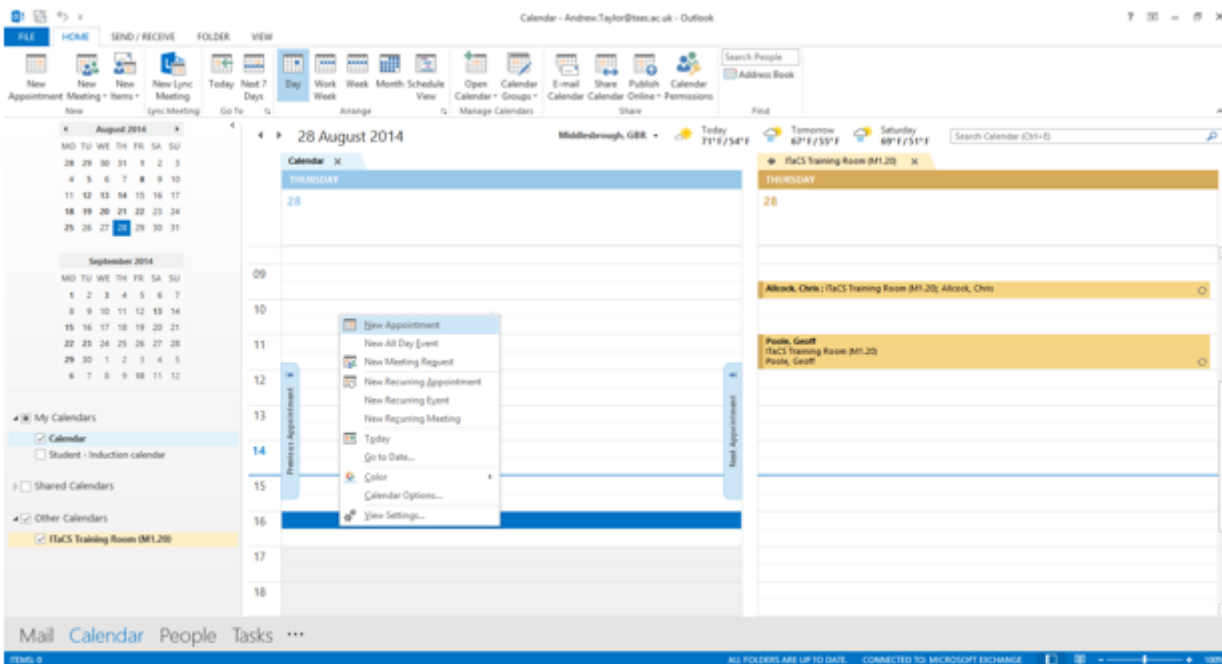 Calendar - Andrew.Taylor@tees.ac.uk - Outlook
FILE HOME SEND / RECEIVE FOLDER VIEW
New Appointment
New Meeting
New Items
New Lync Meeting
Today
Next 7 Days
Day
Work Week
Week
Month
Schedule View
Open Calendar
Calendar Groups
E-mail Calendar
Share Calendar
Publish Online
Calendar Permissions
Search People
Address Book
New
Lync Meeting
Go To
Arrange
Manage Calendars
Share
Find
August 2014
MO TU WE TH FR SA SU
28 29 30 31 1 2 3
4 5 6 7 8 9 10
11 12 13 14 15 16 17
18 19 20 21 22 23 24
25 26 27 28 29 30 31
September 2014
MO TU WE TH FR SA SU
1 2 3 4 5 6 7
8 9 10 11 12 13 14
15 16 17 18 19 20 21
22 23 24 25 26 27 28
29 30 1 2 3 4 5
6 7 8 9 10 11 12
My Calendars
Calendar
Student - Induction calendar
Shared Calendars
Other Calendars
ITaCS Training Room (M1.20)
28 August 2014
Middlesbrough, GBR
Today
71°F/54°F
Tomorrow
67°F/55°F
Saturday
69°F/51°F
Search Calendar (Ctrl+E)
Calendar
THURSDAY
28
09
10
11
12
13
14
15
16
17
18
Previous Appointment
Next Appointment
New Appointment
New All Day Event
New Meeting Request
New Recurring Appointment
New Recurring Event
New Recurring Meeting
Today
Go to Date...
Color
Calendar Options...
View Settings...
ITaCS Training Room (M1.20)
THURSDAY
28
Allcock, Chris; ITaCS Training Room (M1.20); Allcock, Chris
Poole, Geoff
ITaCS Training Room (M1.20)
Poole, Geoff
Mail Calendar People Tasks
ITEMS: 0
ALL FOLDERS ARE UP TO DATE. CONNECTED TO: MICROSOFT EXCHANGE
100%